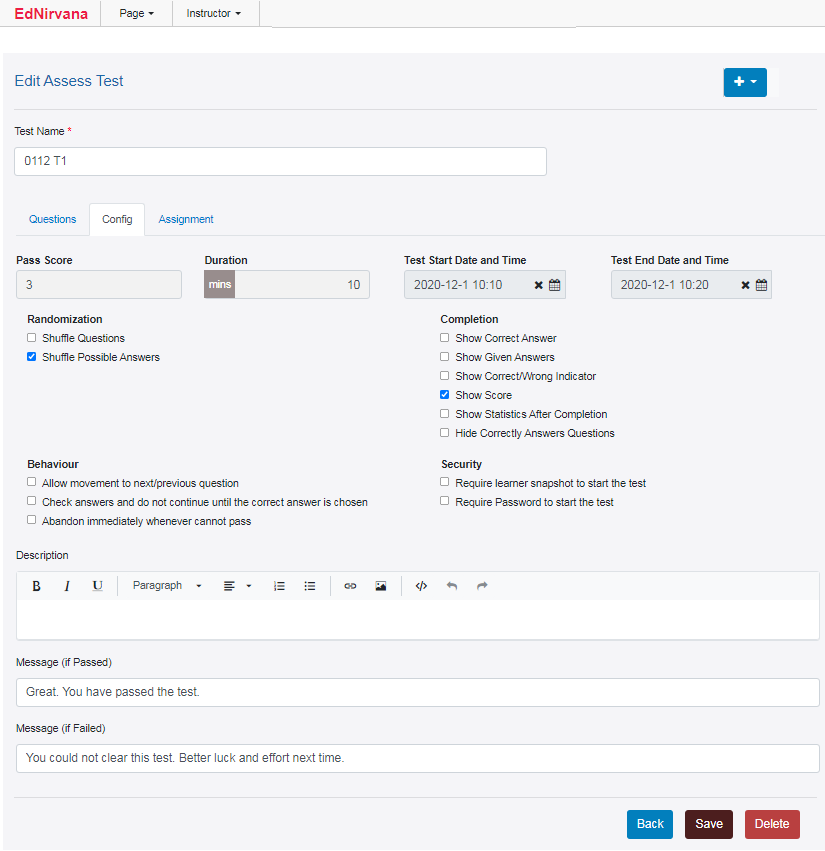 EdNirvana Page Instructor
Edit Assess Test
Test Name *
0112 T1
Questions Config Assignment
Pass Score Duration Test Start Date and Time Test End Date and Time
3 mins 10 2020-12-1 10:10 2020-12-1 10:20
Randomization
Shuffle Questions
Shuffle Possible Answers
Completion
Show Correct Answer
Show Given Answers
Show Correct/Wrong Indicator
Show Score
Show Statistics After Completion
Hide Correctly Answers Questions
Behaviour
Allow movement to next/previous question
Check answers and do not continue until the correct answer is chosen
Abandon immediately whenever cannot pass
Security
Require learner snapshot to start the test
Require Password to start the test
Description
B I U Paragraph
Message (if Passed)
Great. You have passed the test.
Message (if Failed)
You could not clear this test. Better luck and effort next time.
Back Save Delete